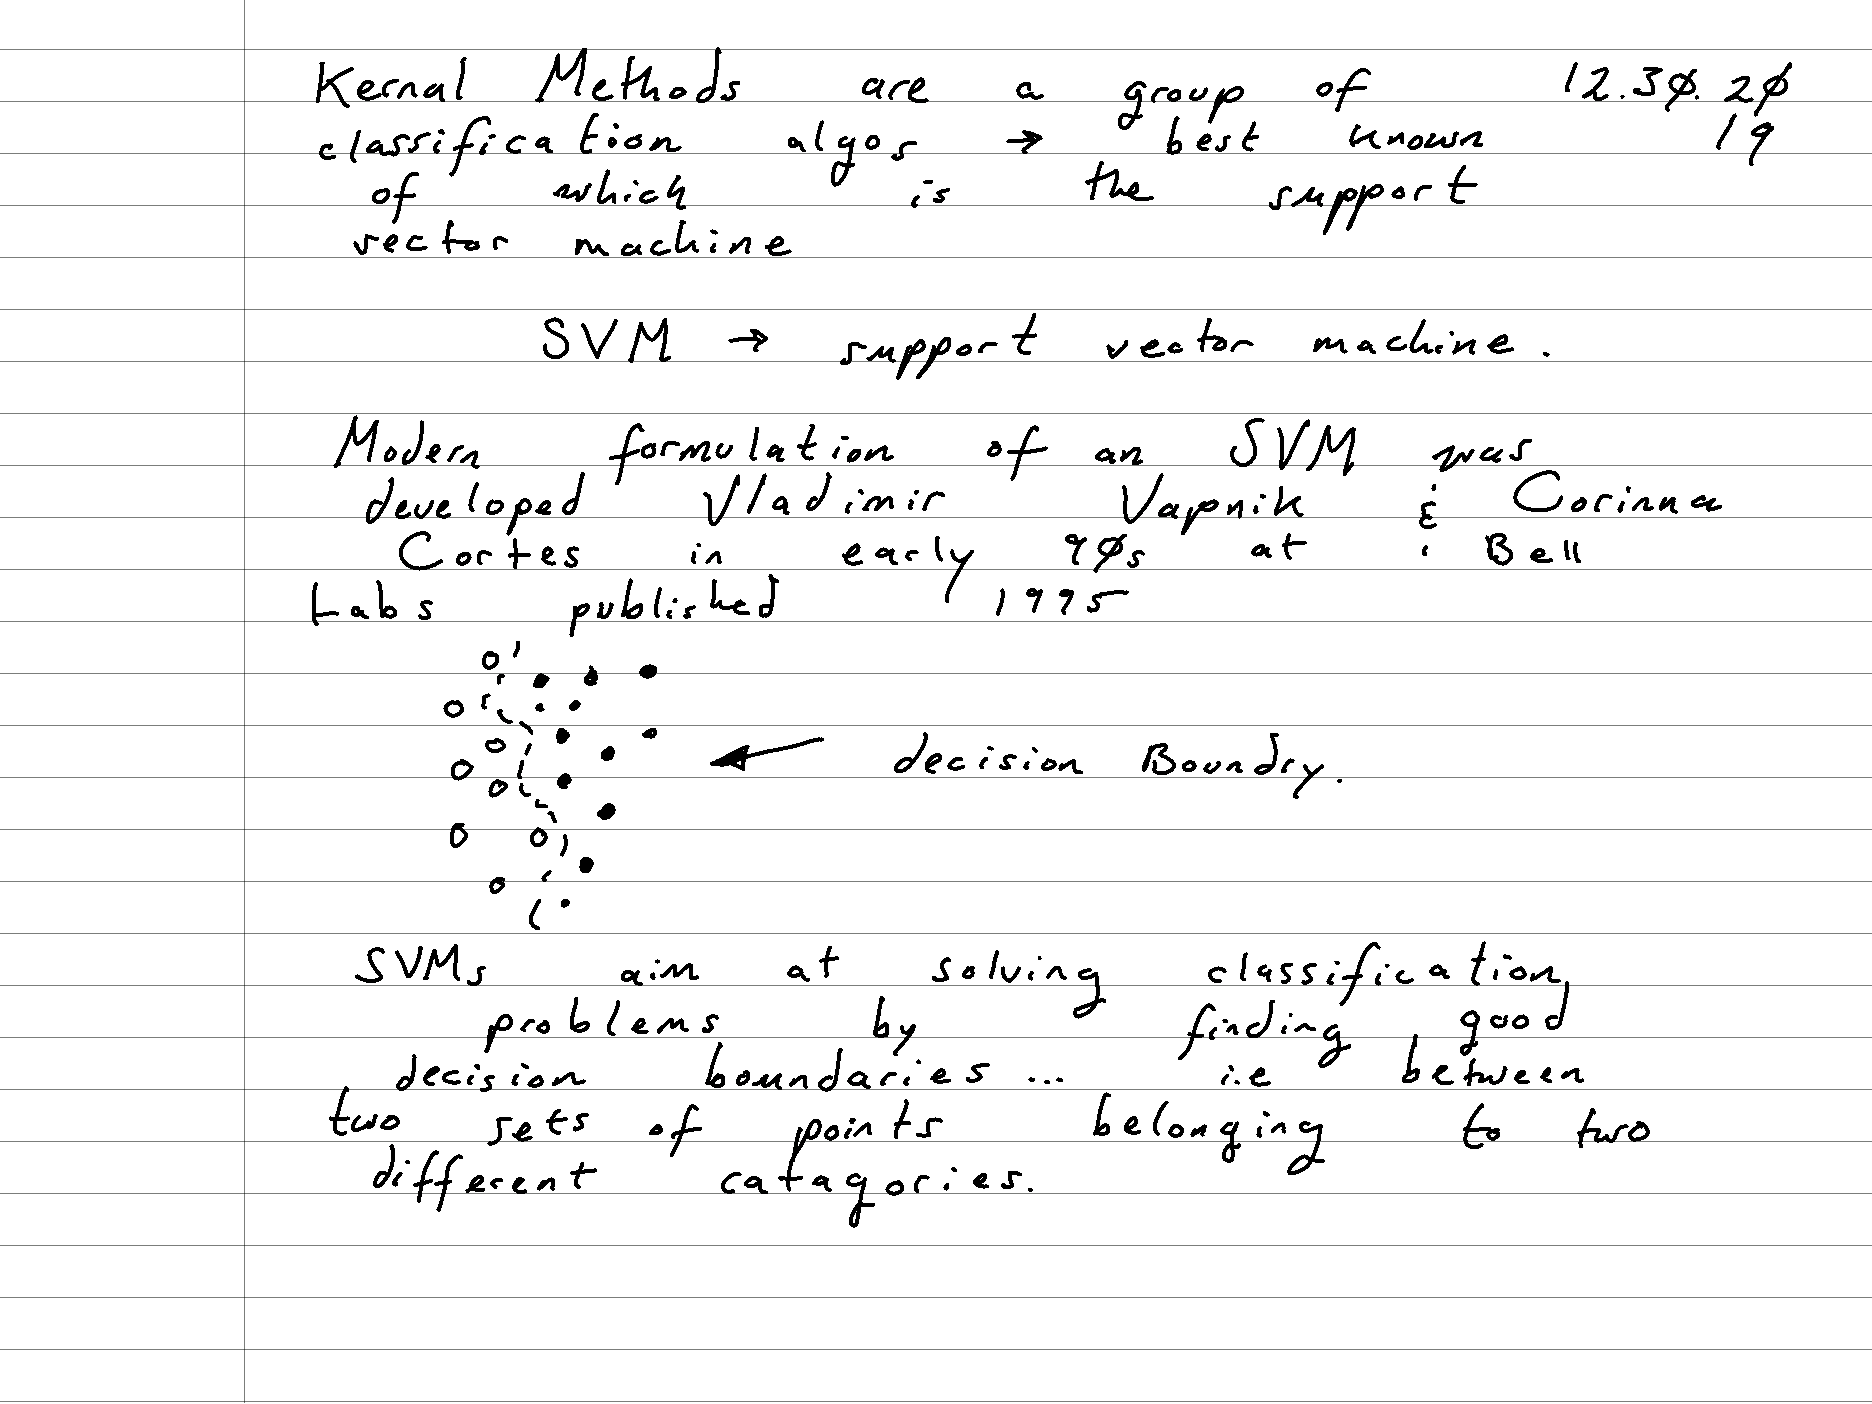 Kernal Methods are a group of 12.30.20
classification algos → best known 19
of which is the support
vector machine
SVM → support vector machine.
Modern formulation of an SVM was
developed Vladimir Vapnik & Corinna
Cortes in early 90s at Bell
Labs published 1995
decision Boundry.
SVMs aim at solving classification
problems by finding good
decision boundaries... i.e between
two sets of points belonging to two
different catagories.